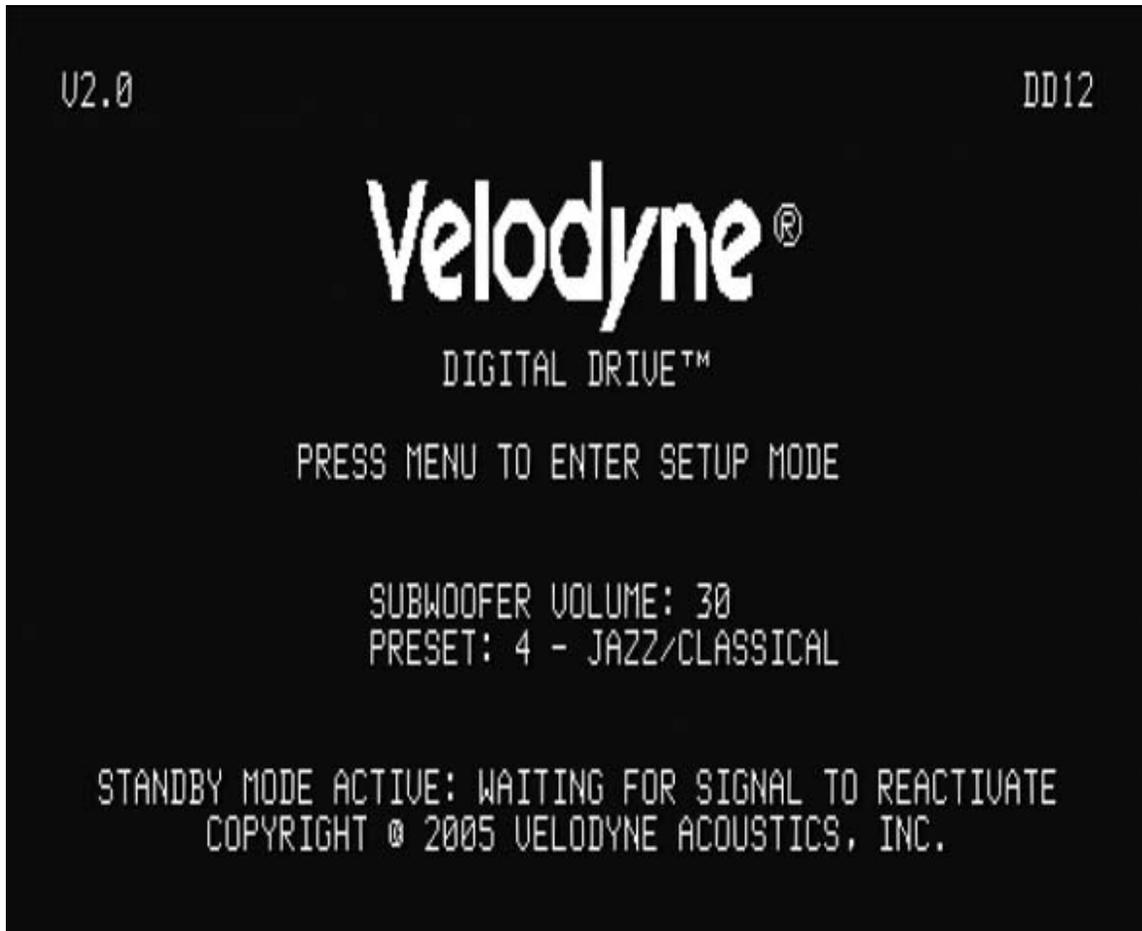 V2.0 DD12
Velodyne®
DIGITAL DRIVE™
PRESS MENU TO ENTER SETUP MODE
SUBWOOFER VOLUME: 30
PRESET: 4 - JAZZ/CLASSICAL
STANDBY MODE ACTIVE: WAITING FOR SIGNAL TO REACTIVATE
COPYRIGHT © 2005 VELODYNE ACOUSTICS, INC.